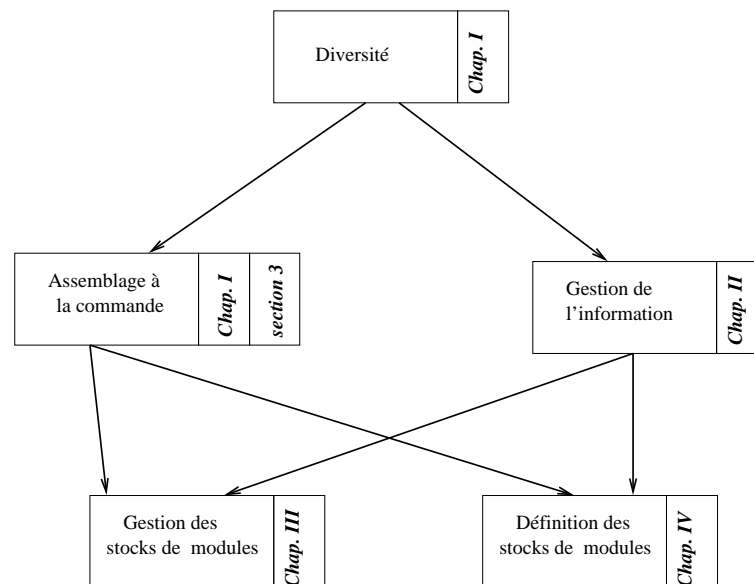 Diversité
Chap. I
Assemblage à
la commande
Chap. I
section 3
Gestion de
l'information
Chap. II
Gestion des
stocks de modules
Chap. III
Définition des
stocks de modules
Chap. IV